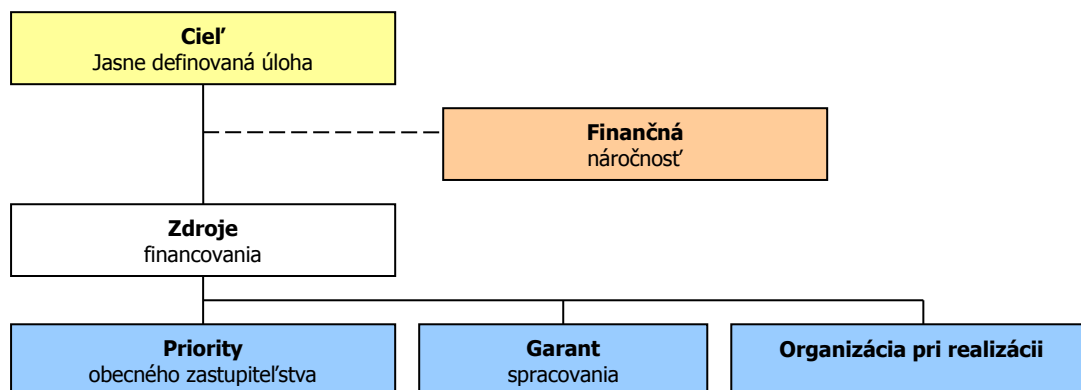 Cieľ
Jasne definovaná úloha
Finančná
náročnosť
Zdroje
financovania
Priority
obecného zastupiteľstva
Garant
spracovania
Organizácia pri realizácii